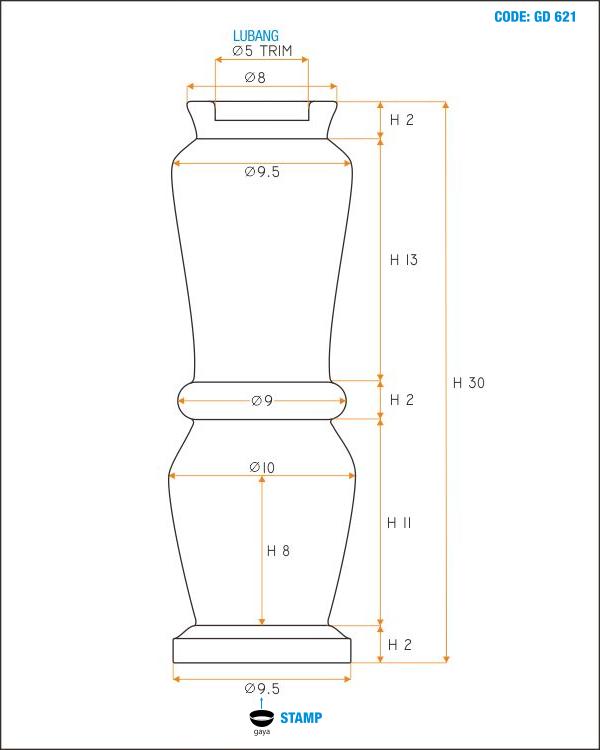 CODE: GD 621
LUBANG
Ø5 TRIM
Ø8
H 2
Ø9.5
H 13
H 30
Ø9
H 2
Ø10
H 11
H 8
H 2
Ø9.5
STAMP
gaya